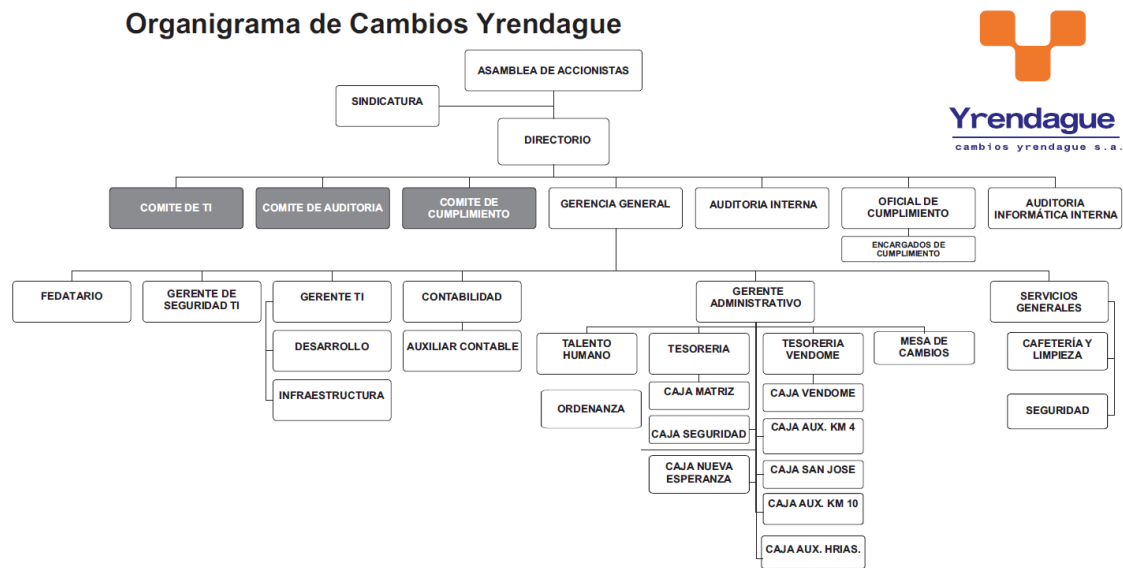 Organigrama de Cambios Yrendague
Yrendague
cambios yrendague s.a.
ASAMBLEA DE ACCIONISTAS
SINDICATURA
DIRECTORIO
COMITE DE TI
COMITE DE AUDITORIA
COMITE DE
CUMPLIMIENTO
GERENCIA GENERAL
AUDITORIA INTERNA
OFICIAL DE
CUMPLIMIENTO
AUDITORIA
INFORMÁTICA INTERNA
ENCARGADOS DE
CUMPLIMIENTO
FEDATARIO
GERENTE DE
SEGURIDAD TI
GERENTE TI
CONTABILIDAD
GERENTE
ADMINISTRATIVO
SERVICIOS
GENERALES
DESARROLLO
AUXILIAR CONTABLE
TALENTO
HUMANO
TESORERIA
TESORERIA
VENDOME
MESA DE
CAMBIOS
CAFETERÍA Y
LIMPIEZA
INFRAESTRUCTURA
ORDENANZA
CAJA MATRIZ
CAJA VENDOME
SEGURIDAD
CAJA SEGURIDAD
CAJA AUX. KM 4
CAJA NUEVA
ESPERANZA
CAJA SAN JOSE
CAJA AUX. KM 10
CAJA AUX. HRIAS.